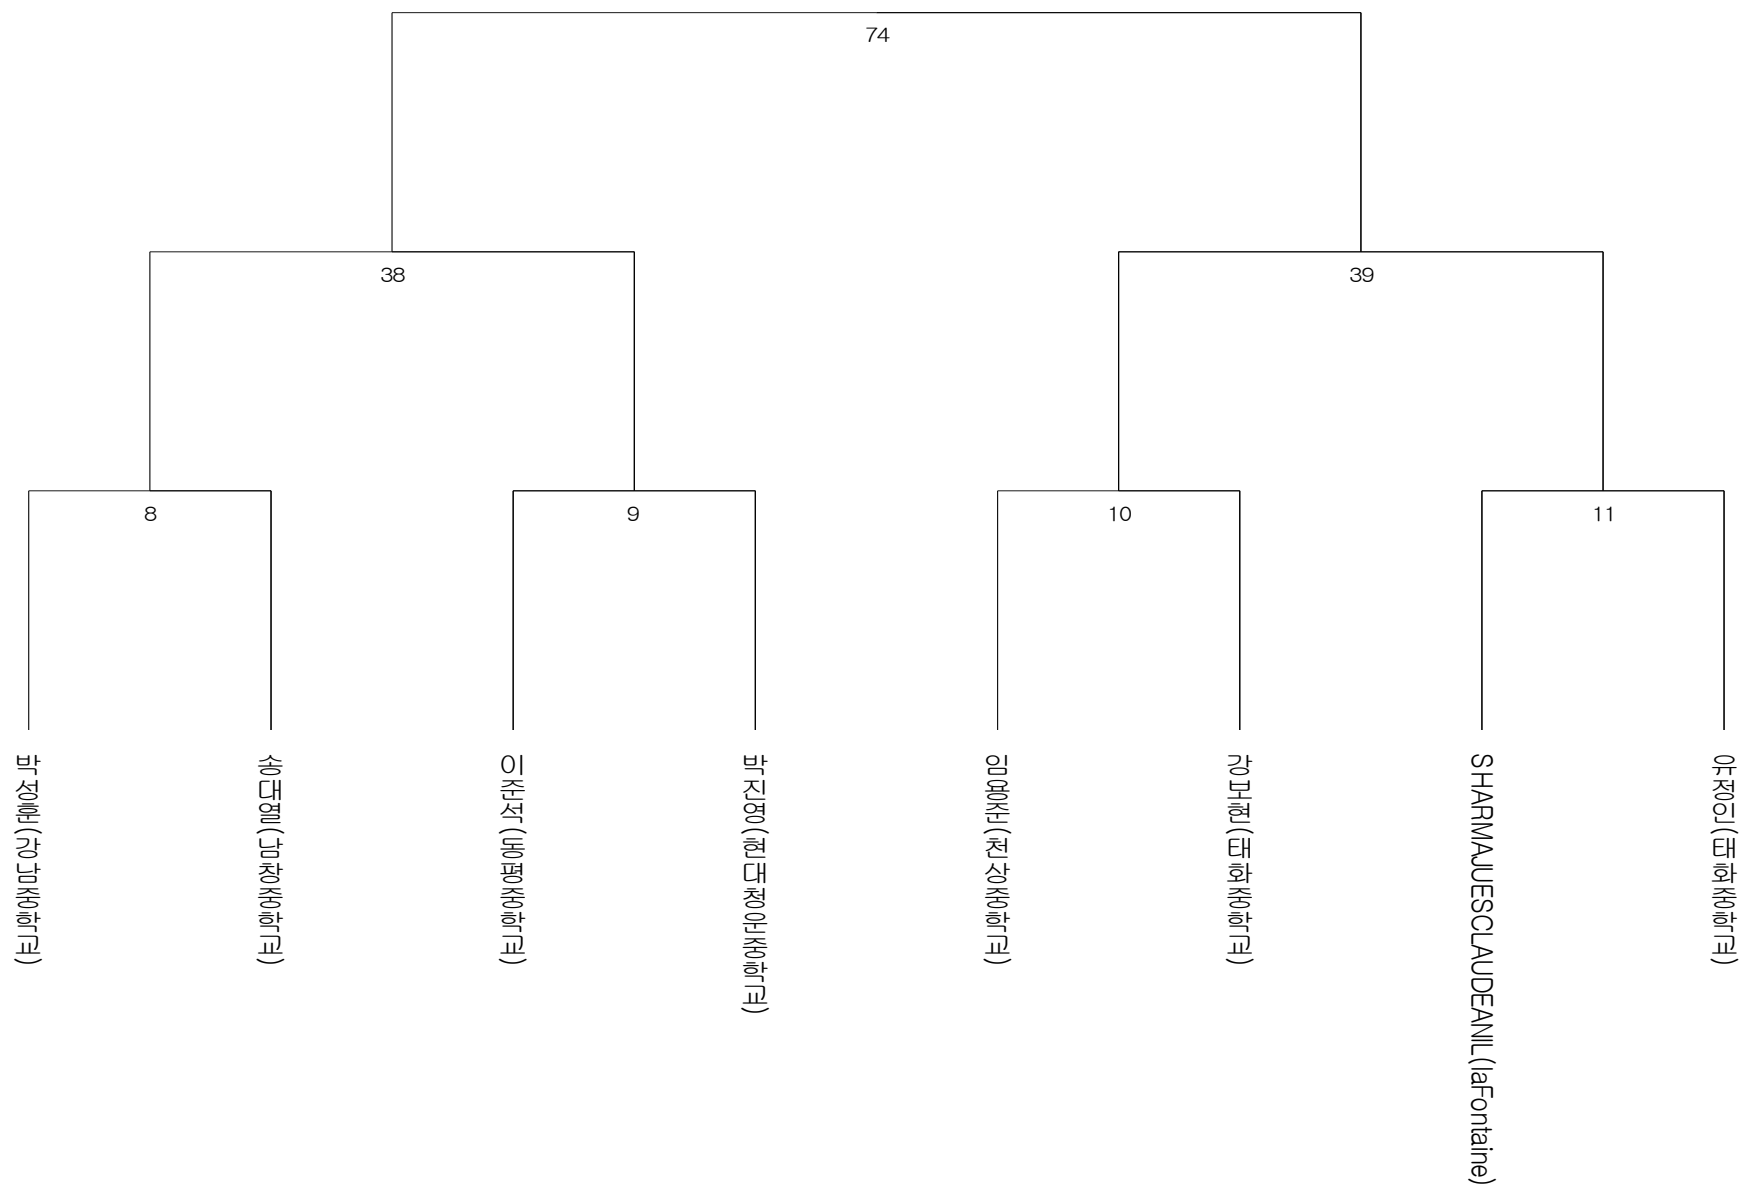 74
38
39
8
9
10
11
박성훈(강남중학교)
송대열(남창중학교)
이준석(동평중학교)
박진영(현대청운중학교)
임용준(천상중학교)
(태화중학교)
SHARMAJUESCLAUDEANIL(laFontaine)
유정인(태화중학교)